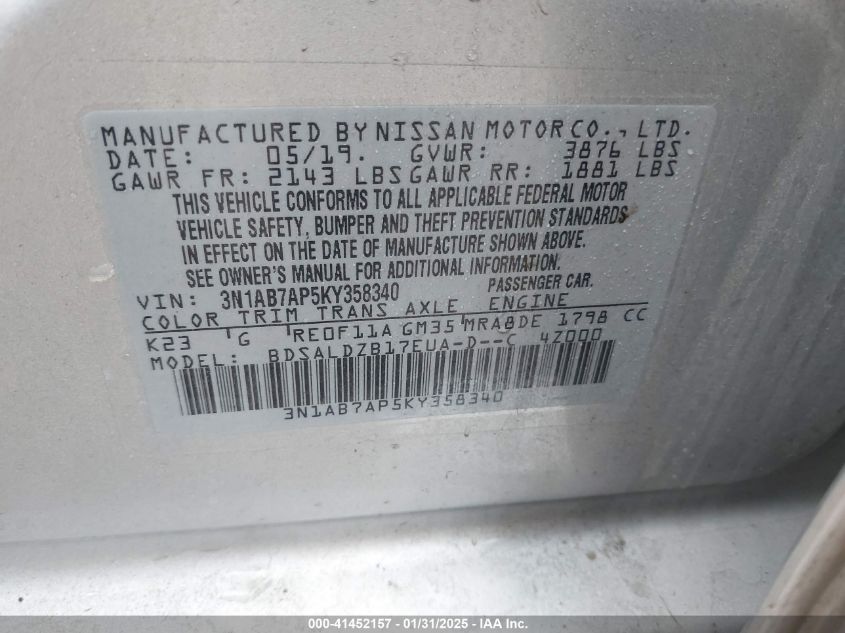 MANUFACTURED BY NISSAN MOTOR CO., LTD.
DATE: 05/19. GVWR: 3876 LBS
GAWR FR: 2143 LBS GAWR RR: 1881 LBS
THIS VEHICLE CONFORMS TO ALL APPLICABLE FEDERAL MOTOR
VEHICLE SAFETY, BUMPER AND THEFT PREVENTION STANDARDS
IN EFFECT ON THE DATE OF MANUFACTURE SHOWN ABOVE.
SEE OWNER'S MANUAL FOR ADDITIONAL INFORMATION.
VIN: 3N1AB7AP5KY358340 PASSENGER CAR.
COLOR TRIM TRANS AXLE ENGINE
K23 G RE0F11A GM35 MRA8DE 1798 CC
MODEL: BDSALDZB17EUA-D--C 4Z000
3N1AB7AP5KY358340
000-41452157 - 01/31/2025 - IAA Inc.